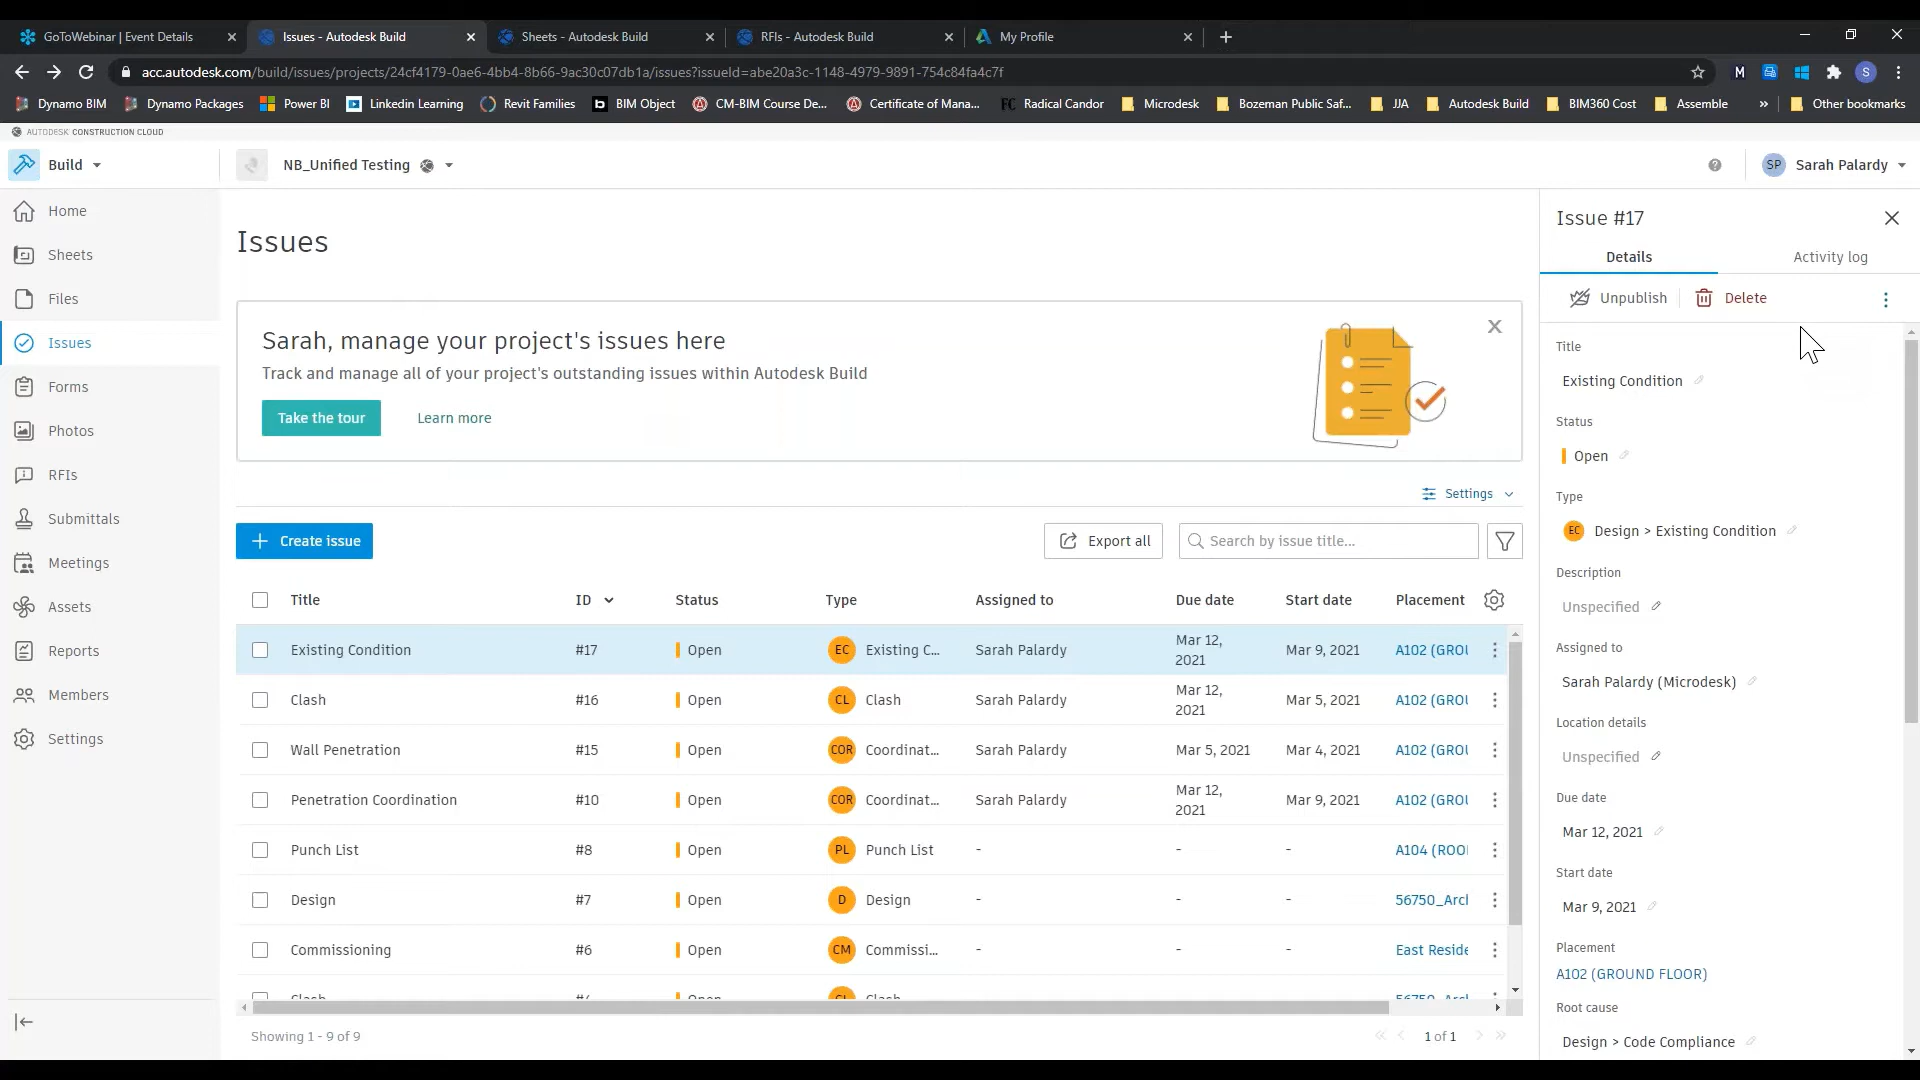 GoToWebinar | Event Details
Issues - Autodesk Build
Sheets - Autodesk Build
RFIs - Autodesk Build
My Profile
acc.autodesk.com/build/issues/projects/24cf4179-0ae6-4bb4-8b66-9ac30c07db1a/issues?issueId=abe20a3c-1148-4979-9891-754c84fa4c7f
M
S
Dynamo BIM
Dynamo Packages
Power BI
Linkedin Learning
Revit Families
b BIM Object
CM-BIM Course De...
Certificate of Mana...
FC Radical Candor
Microdesk
Bozeman Public Saf...
JJA
Autodesk Build
BIM360 Cost
Assemble
»
Other bookmarks
AUTODESK CONSTRUCTION CLOUD
Build
NB_Unified Testing
SP Sarah Palardy
Home
Sheets
Files
Issues
Forms
Photos
RFIs
Submittals
Meetings
Assets
Reports
Members
Settings
Issues
Sarah, manage your project's issues here
Track and manage all of your project's outstanding issues within Autodesk Build
Take the tour
Learn more
Settings
Create issue
Export all
Search by issue title...
Title ID Status Type Assigned to Due date Start date Placement
Existing Condition #17 Open EC Existing C... Sarah Palardy Mar 12, 2021 Mar 9, 2021 A102 (GROU
Clash #16 Open CL Clash Sarah Palardy Mar 12, 2021 Mar 5, 2021 A102 (GROU
Wall Penetration #15 Open COR Coordinat... Sarah Palardy Mar 5, 2021 Mar 4, 2021 A102 (GROU
Penetration Coordination #10 Open COR Coordinat... Sarah Palardy Mar 12, 2021 Mar 9, 2021 A102 (GROU
Punch List #8 Open PL Punch List - - - A104 (ROO
Design #7 Open D Design - - - 56750_Arcl
Commissioning #6 Open CM Commissi... - - - East Reside
Clash Open CL Clash 56750_Arcl
Showing 1 - 9 of 9
1 of 1
Issue #17
Details
Activity log
Unpublish
Delete
Title
Existing Condition
Status
Open
Type
EC Design > Existing Condition
Description
Unspecified
Assigned to
Sarah Palardy (Microdesk)
Location details
Unspecified
Due date
Mar 12, 2021
Start date
Mar 9, 2021
Placement
A102 (GROUND FLOOR)
Root cause
Design > Code Compliance